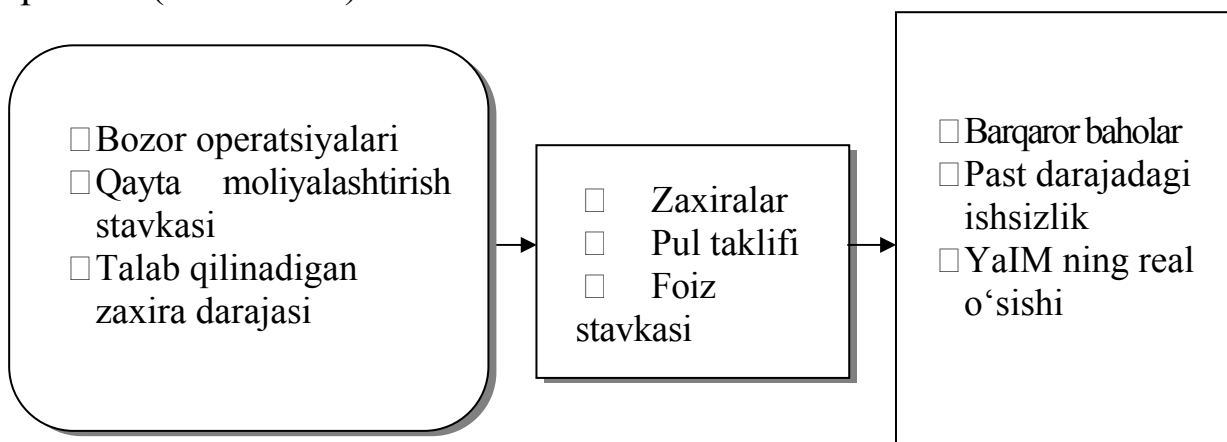 □Bozor operatsiyalari
□Qayta moliyalashtirish
stavkasi
□Talab qilinadigan
zaxira darajasi
□ Zaxiralar
□ Pul taklifi
□ Foiz
stavkasi
□Barqaror baholar
□Past darajadagi
ishsizlik
□YaIM ning real
o‘sishi